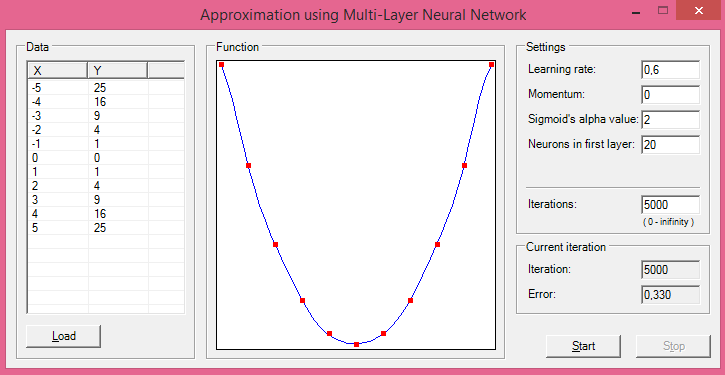 Approximation using Multi-Layer Neural Network
Data
X Y
-5 25
-4 16
-3 9
-2 4
-1 1
0 0
1 1
2 4
3 9
4 16
5 25
Load
Function
Settings
Learning rate: 0,6
Momentum: 0
Sigmoid's alpha value: 2
Neurons in first layer: 20
Iterations: 5000
( 0 - inifinity )
Current iteration
Iteration: 5000
Error: 0,330
Start Stop